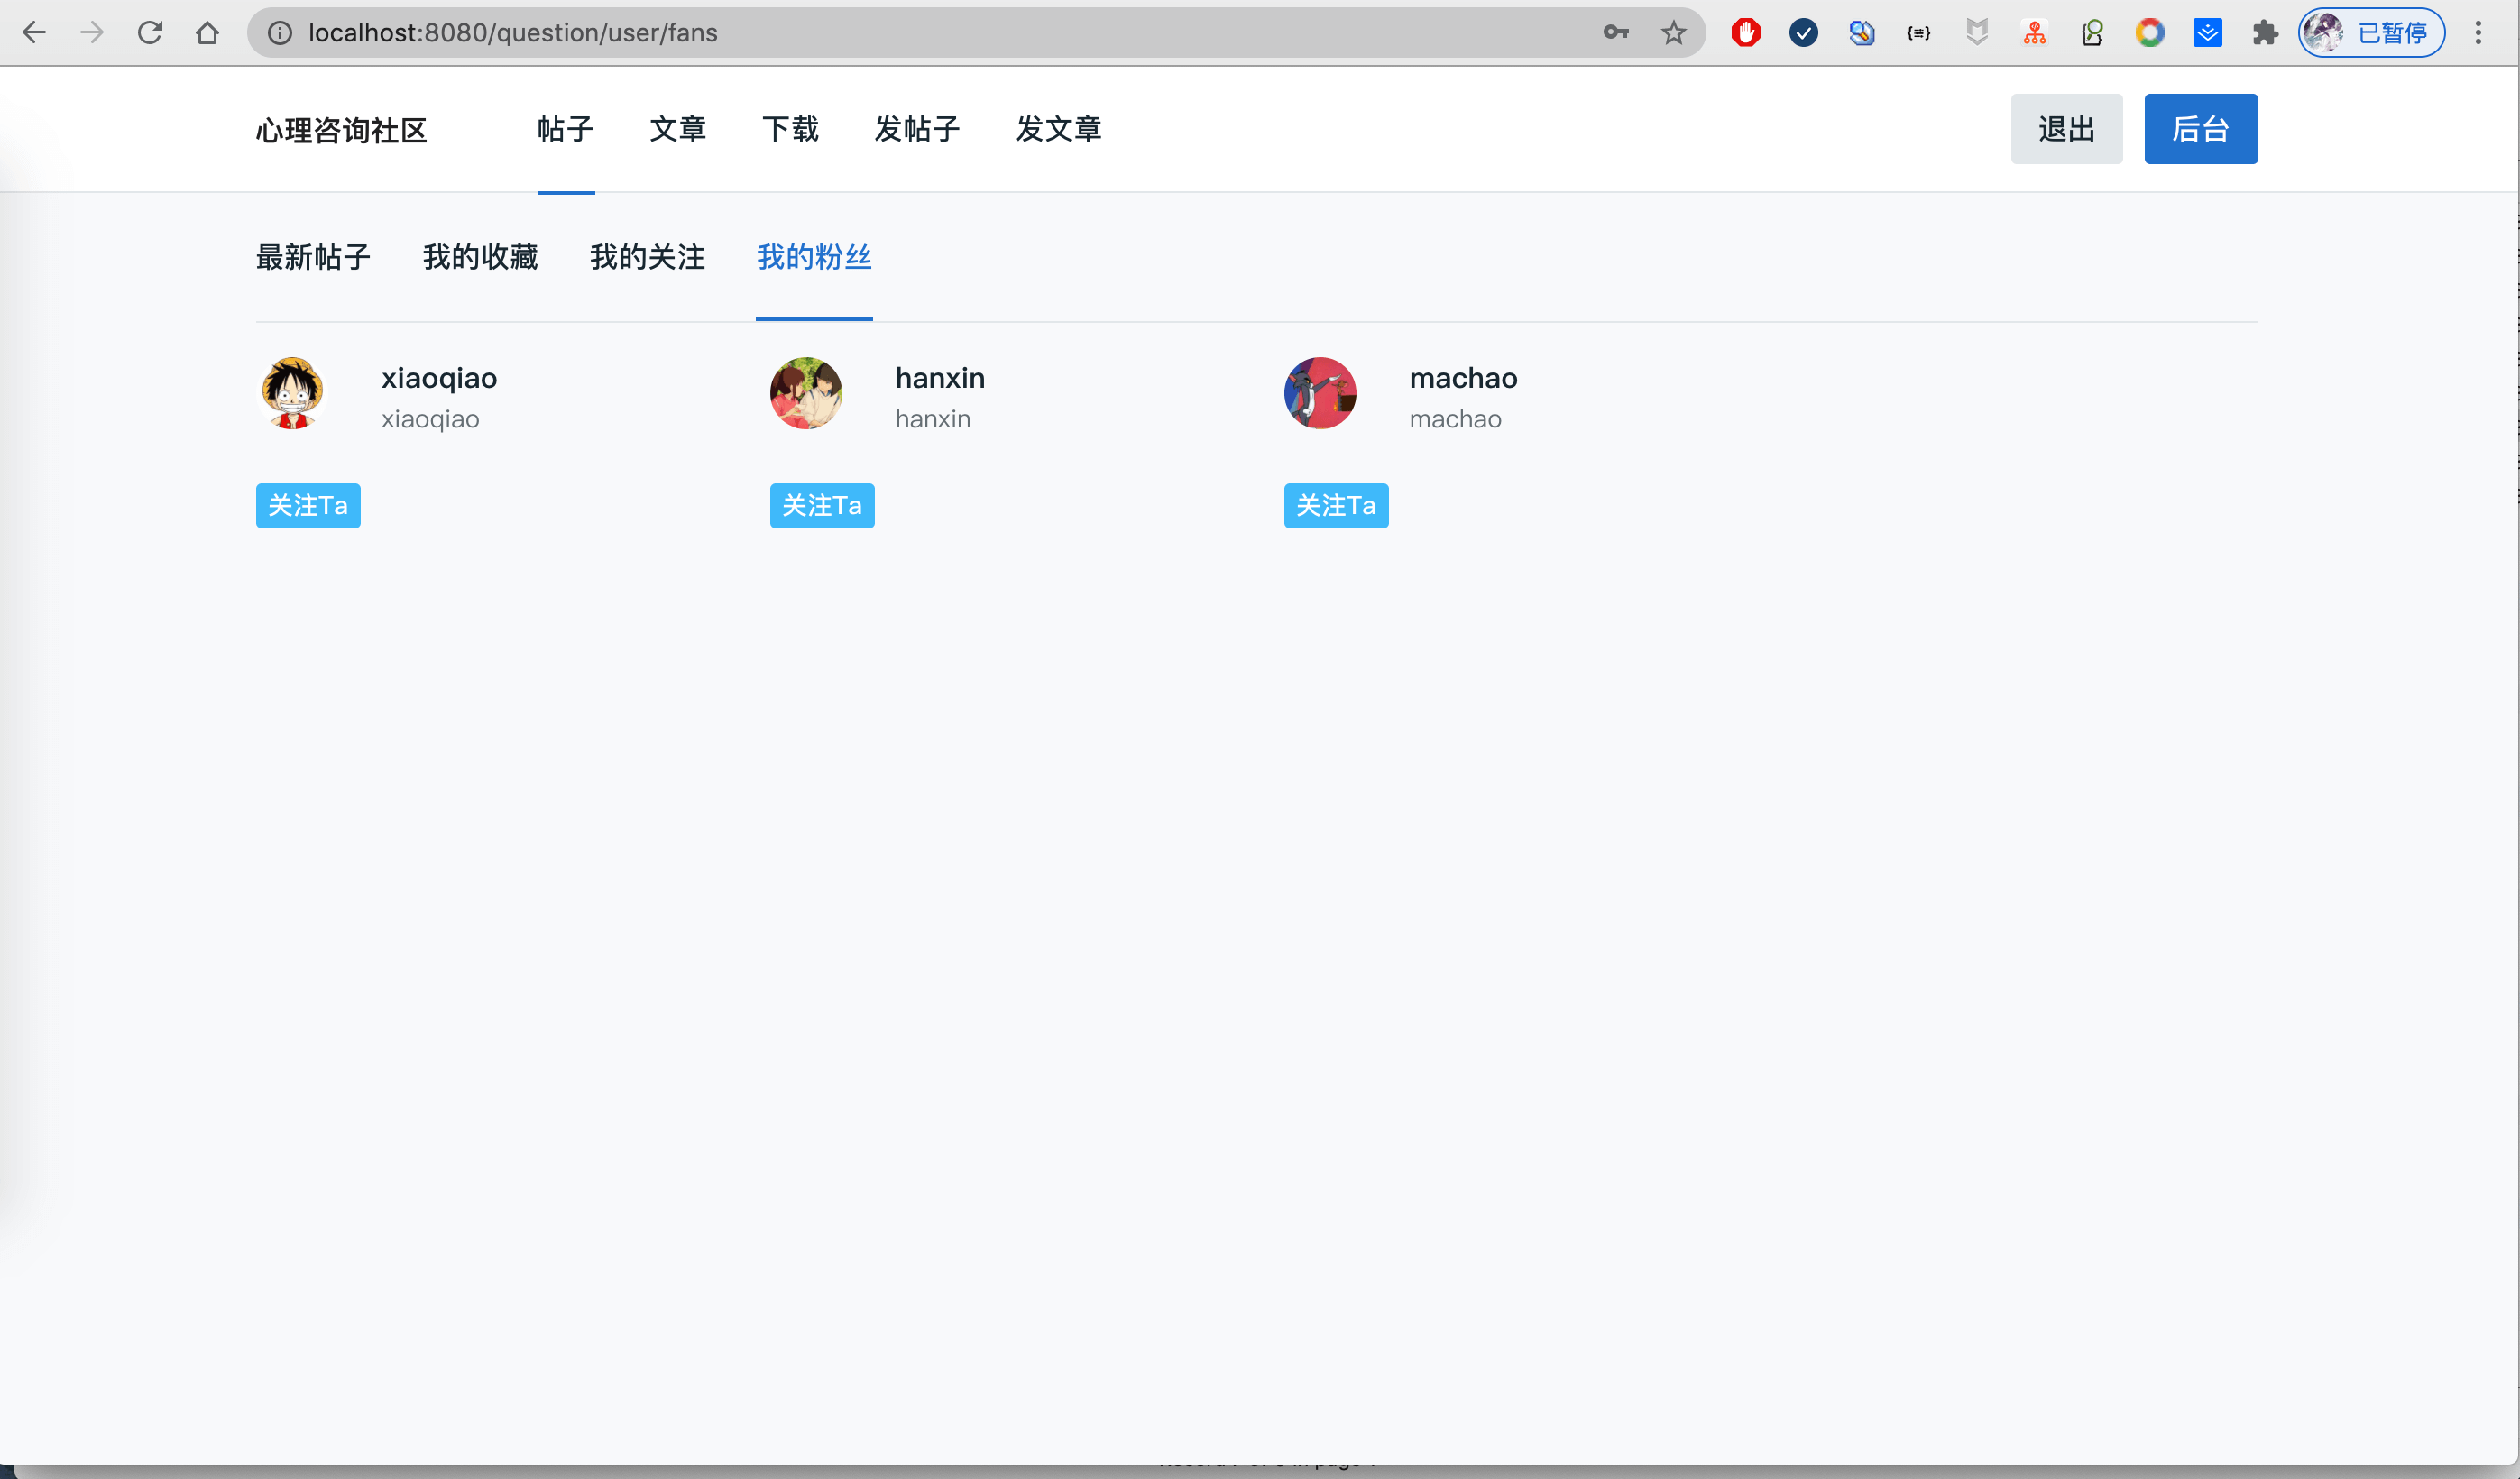 localhost:8080/question/user/fans
已暂停
心理咨询社区 帖子 文章 下载 发帖子 发文章 退出 后台
最新帖子 我的收藏 我的关注 我的粉丝
xiaoqiao hanxin machao
xiaoqiao hanxin machao
关注Ta 关注Ta 关注Ta